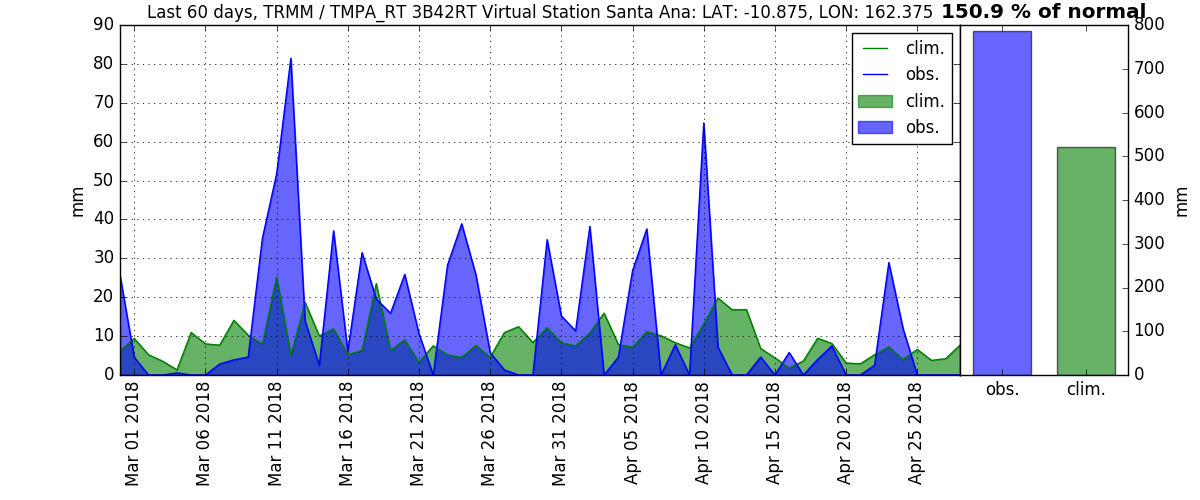 Last 60 days, TRMM / TMPA_RT 3B42RT Virtual Station Santa Ana: LAT: -10.875, LON: 162.375 150.9 % of normal
90
80
70
60
50
40
30
20
10
0
mm
clim.
obs.
clim.
obs.
Mar 01 2018
Mar 06 2018
Mar 11 2018
Mar 16 2018
Mar 21 2018
Mar 26 2018
Mar 31 2018
Apr 05 2018
Apr 10 2018
Apr 15 2018
Apr 20 2018
Apr 25 2018
800
700
600
500
400
300
200
100
0
mm
obs. clim.